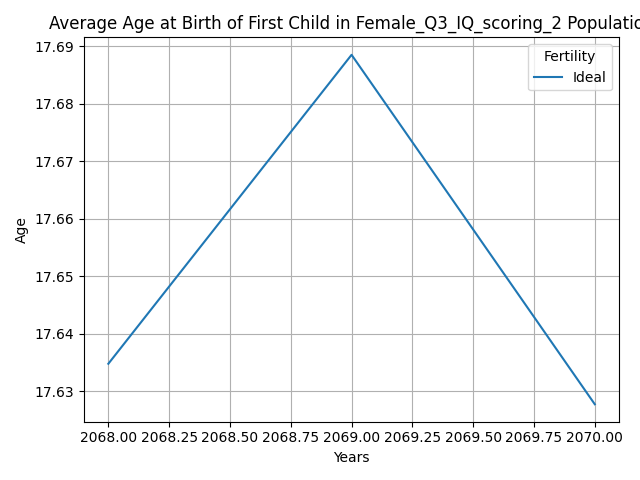 Average Age at Birth of First Child in Female_Q3_IQ_scoring_2 Populatio
17.69
17.68
17.67
17.66
17.65
17.64
17.63
Age
Fertility
Ideal
2068.00 2068.25 2068.50 2068.75 2069.00 2069.25 2069.50 2069.75 2070.00
Years